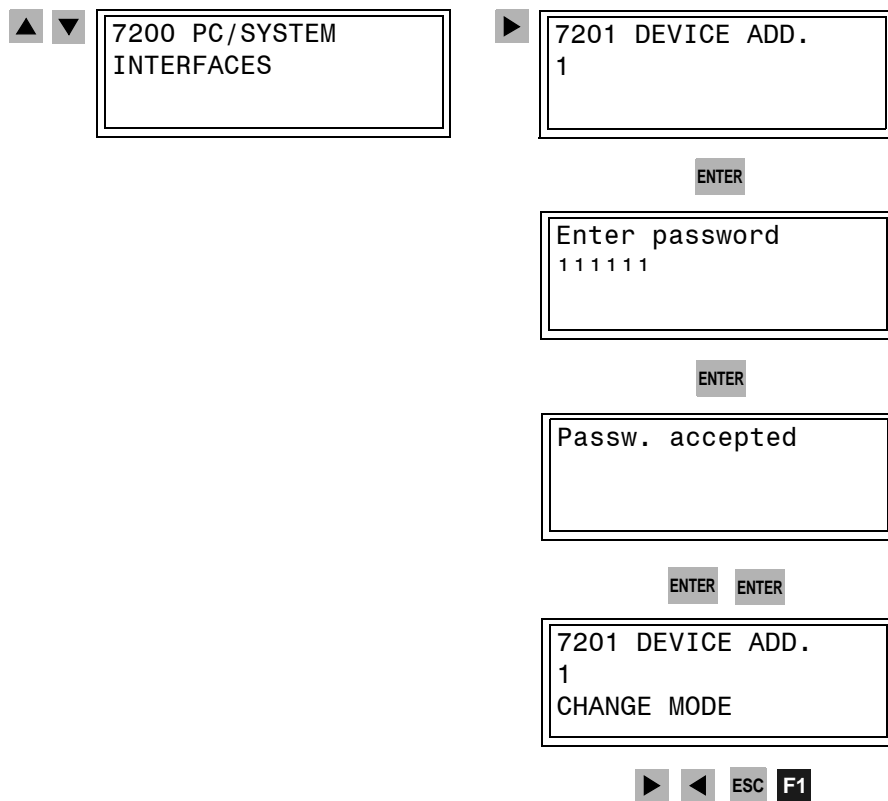 7200 PC/SYSTEM
INTERFACES
7201 DEVICE ADD.
1
ENTER
Enter password
111111
ENTER
Passw. accepted
ENTER ENTER
7201 DEVICE ADD.
1
CHANGE MODE
ESC F1